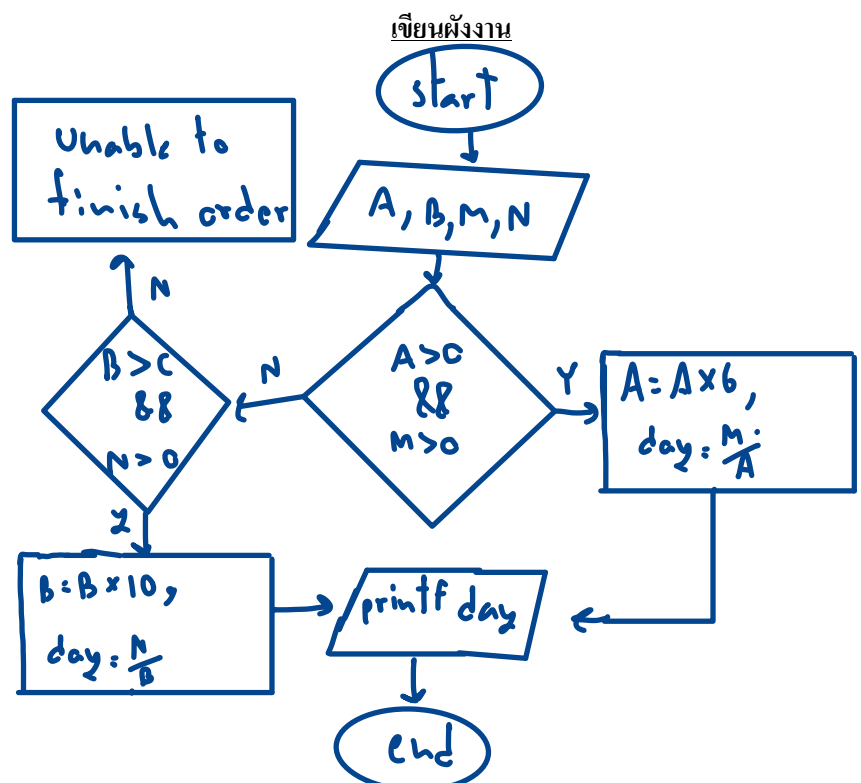 เขียนผังงาน
start
A, B, M, N
A>0
&&
M>0
Y
A = A x 6,
day = M/A
N
B>0
&&
N>0
N
Unable to
finish order
Y
B = B x 10,
day = N/B
printf day
end